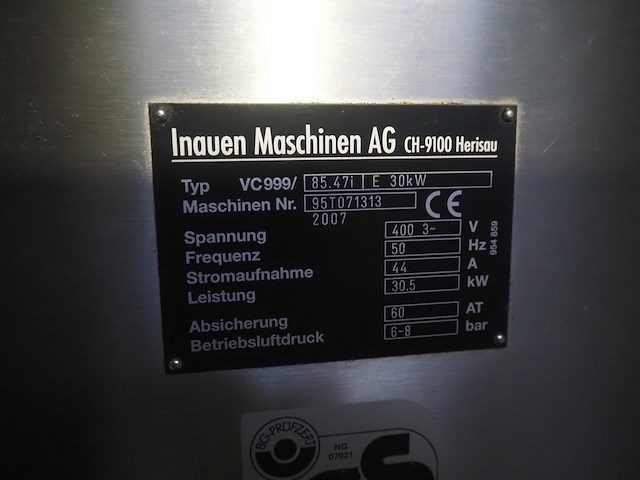 Inauen Maschinen AG CH-9100 Herisau
Typ VC999/ 85.47i E 30kW
Maschinen Nr. 95T071313
2007
CE
Spannung 400 3~ V
Frequenz 50 Hz
Stromaufnahme 44 A
Leistung 30.5 kW
Absicherung 60 AT
Betriebsluftdruck 6-8 bar
954 859
BG-PRÜFZERT
NG
07021
GS